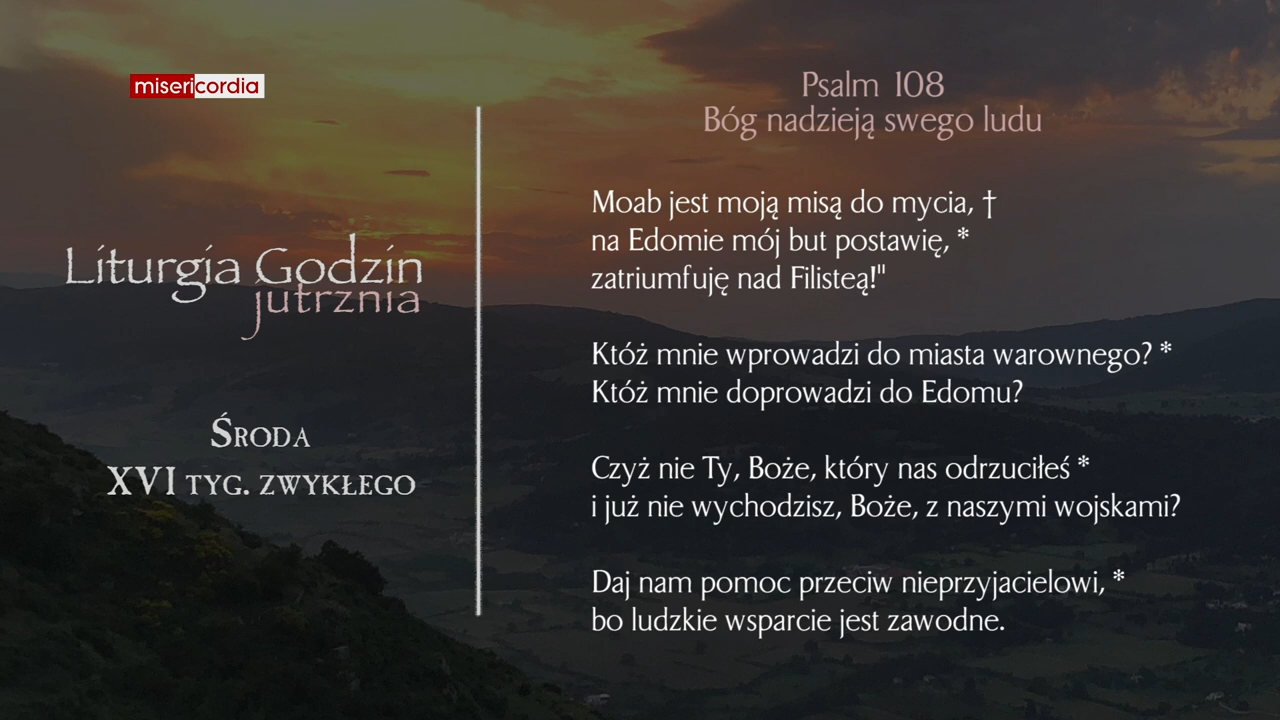 misericordia
Liturgia Godzin
jutrznia
Środa
XVI tyg. zwykłego
Psalm 108
Bóg nadzieją swego ludu
Moab jest moją misą do mycia, †
na Edomie mój but postawię, *
zatriumfuję nad Filisteą!"
Któż mnie wprowadzi do miasta warownego? *
Któż mnie doprowadzi do Edomu?
Czyż nie Ty, Boże, który nas odrzuciłeś *
i już nie wychodzisz, Boże, z naszymi wojskami?
Daj nam pomoc przeciw nieprzyjacielowi, *
bo ludzkie wsparcie jest zawodne.